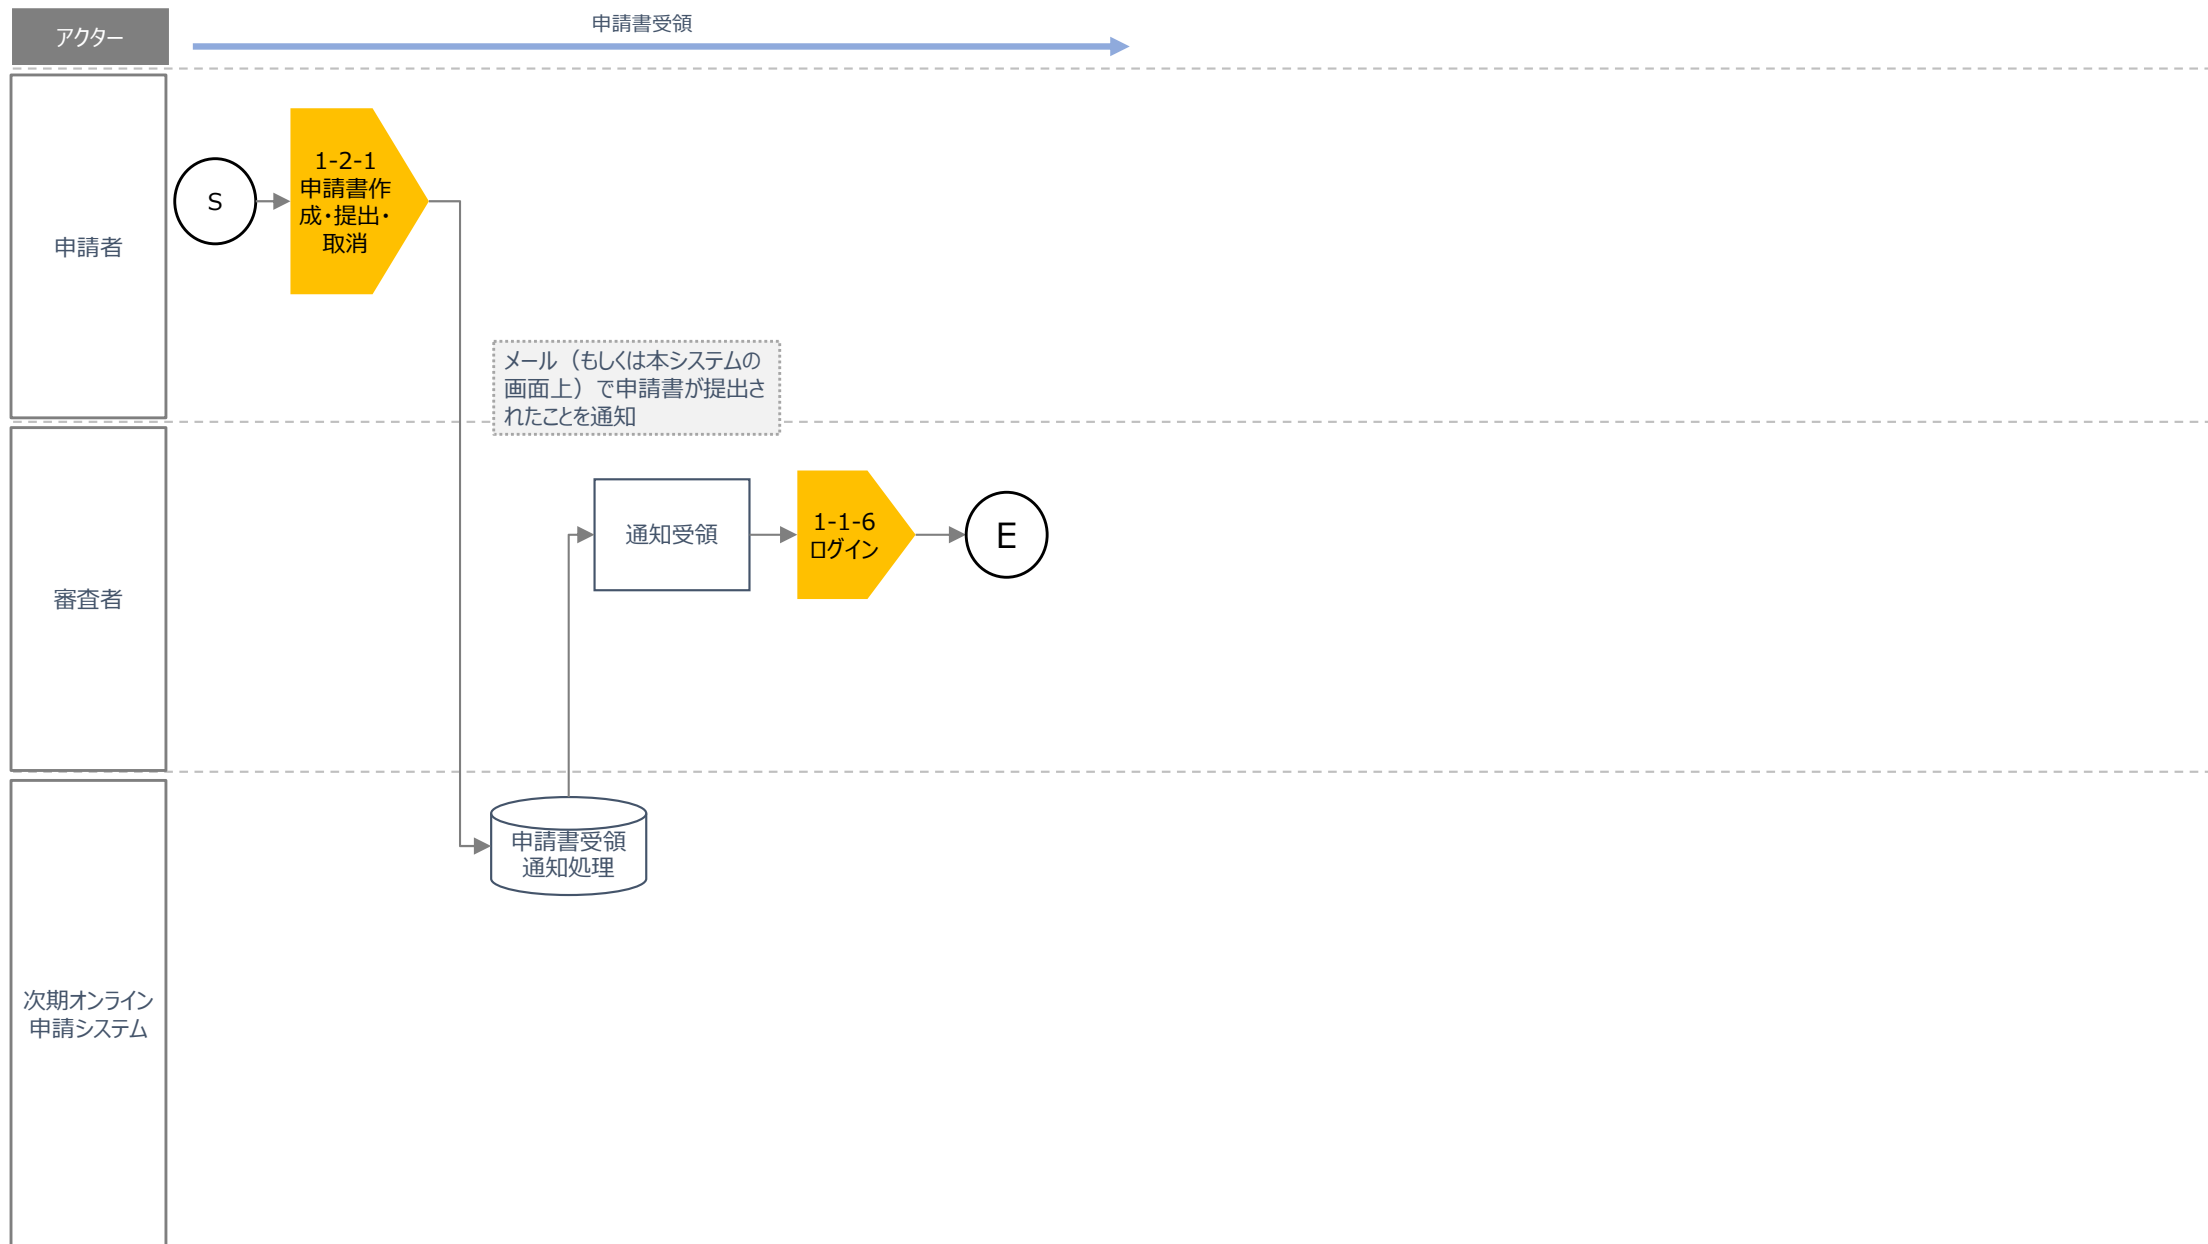 アクター
申請書受領
申請者
S
1-2-1
申請書作
成・提出・
取消
メール（もしくは本システムの
画面上）で申請書が提出さ
れたことを通知
審査者
通知受領
1-1-6
ログイン
E
次期オンライン
申請システム
申請書受領
通知処理